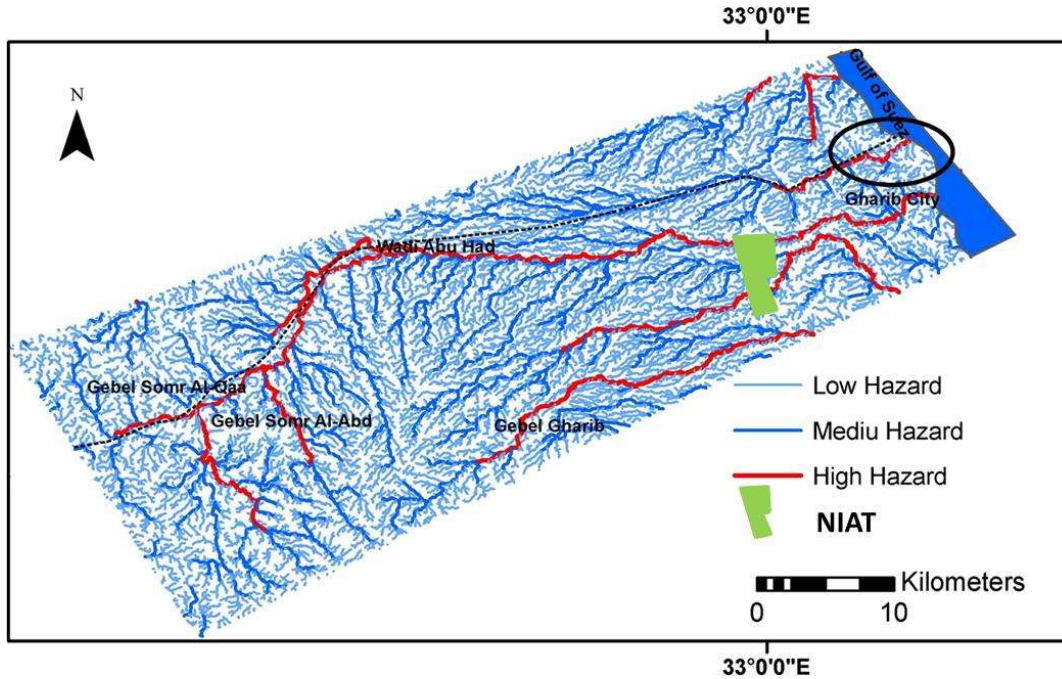 33°0'0"E
N
Gulf of Suez
Gharib City
Wadi Abu Had
Gebel Somr Al-Qaa
Gebel Somr Al-Abd
Gebel Gharib
Low Hazard
Mediu Hazard
High Hazard
NIAT
Kilometers
0 10
33°0'0"E